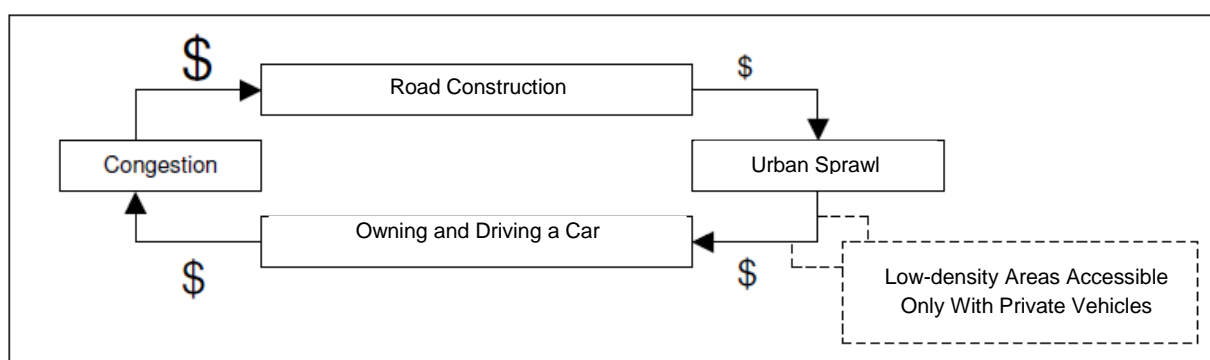 $
$
Road Construction
Congestion
Urban Sprawl
Owning and Driving a Car
$
$
Low-density Areas Accessible
Only With Private Vehicles